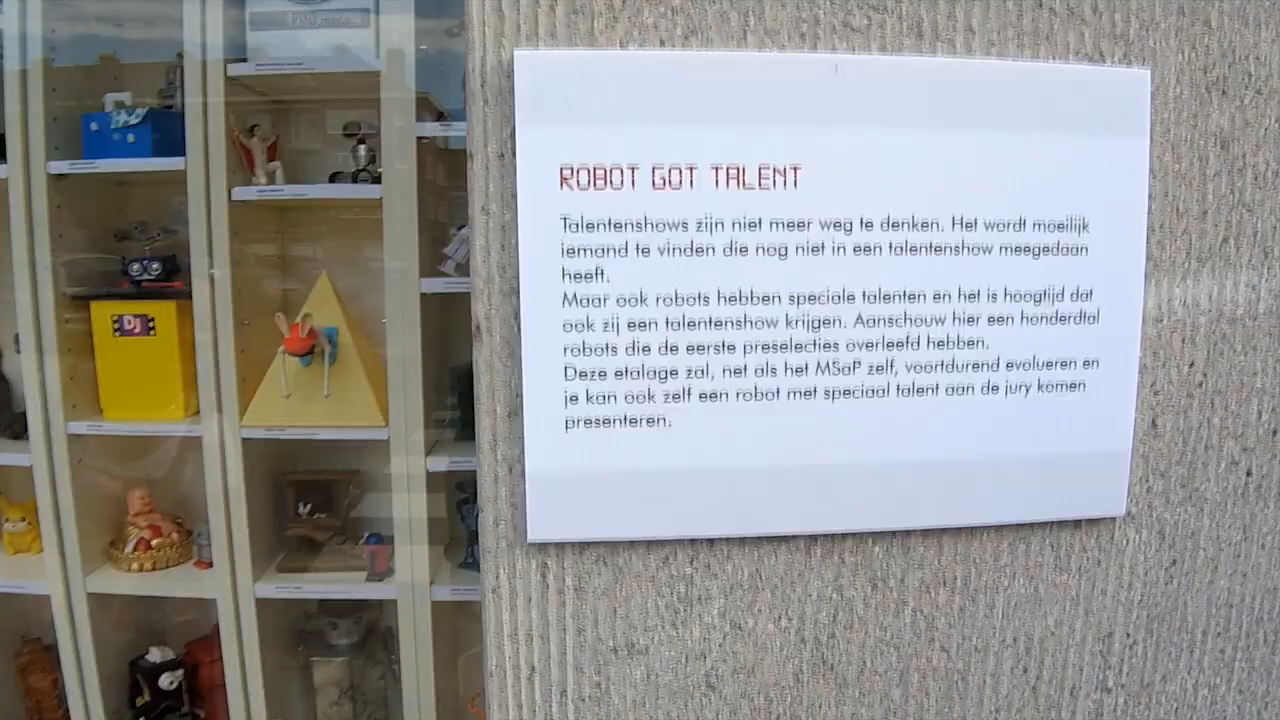 ROBOT GOT TALENT
Talentenshows zijn niet meer weg te denken. Het wordt moeilijk
iemand te vinden die nog niet in een talentenshow meegedaan
heeft.
Maar ook robots hebben speciale talenten en het is hoogtijd dat
ook zij een talentenshow krijgen. Aanschouw hier een honderdtal
robots die de eerste preselecties overleefd hebben.
Deze etalage zal, net als het MSaP zelf, voortdurend evolueren en
je kan ook zelf een robot met speciaal talent aan de jury komen
presenteren.
DJ